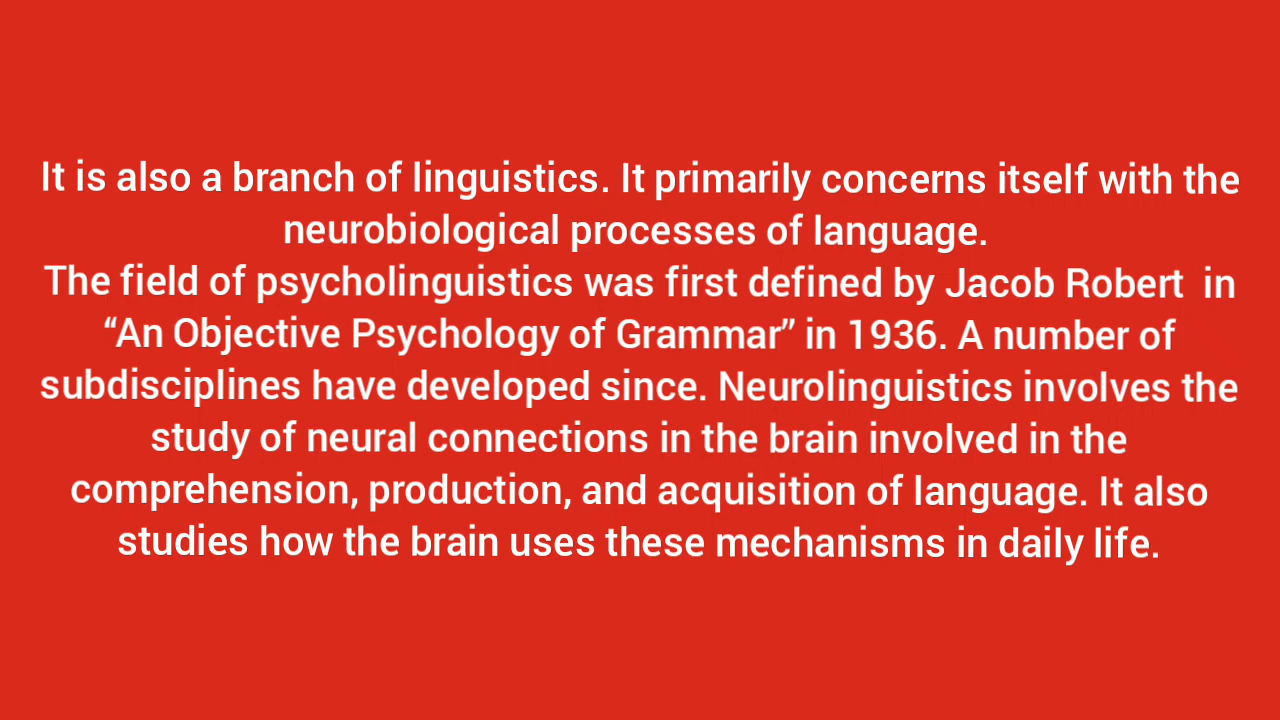 It is also a branch of linguistics. It primarily concerns itself with the
neurobiological processes of language.
The field of psycholinguistics was first defined by Jacob Robert  in
“An Objective Psychology of Grammar” in 1936. A number of
subdisciplines have developed since. Neurolinguistics involves the
study of neural connections in the brain involved in the
comprehension, production, and acquisition of language. It also
studies how the brain uses these mechanisms in daily life.